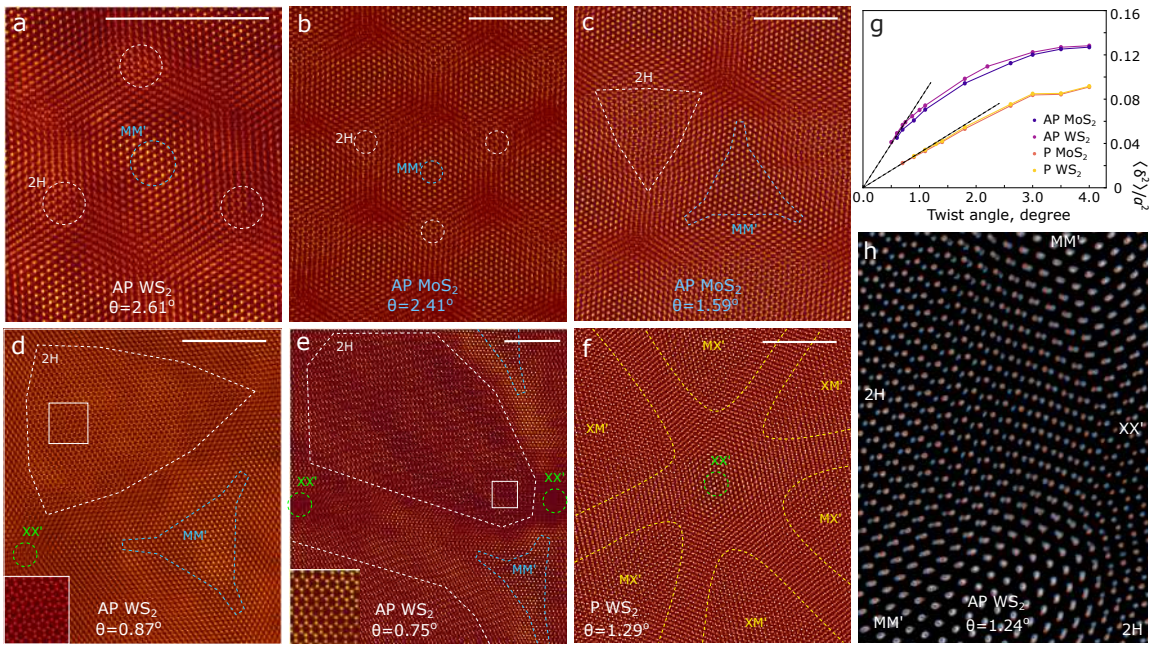 a
2H
MM'
AP WS₂
θ=2.61°
b
2H
MM'
AP MoS₂
θ=2.41°
c
2H
MM'
AP MoS₂
θ=1.59°
g
0.16
0.12
0.08
0.04
0
AP MoS₂
AP WS₂
P MoS₂
P WS₂
⟨δ²⟩/a²
0 1.0 2.0 3.0 4.0
Twist angle, degree
d
2H
XX'
MM'
AP WS₂
θ=0.87°
e
2H
XX'
XX'
MM'
AP WS₂
θ=0.75°
f
MX'
XM'
XM'
XX'
MX'
MX'
P WS₂
θ=1.29°
XM'
h
MM'
2H
XX'
AP WS₂
θ=1.24°
MM'
2H